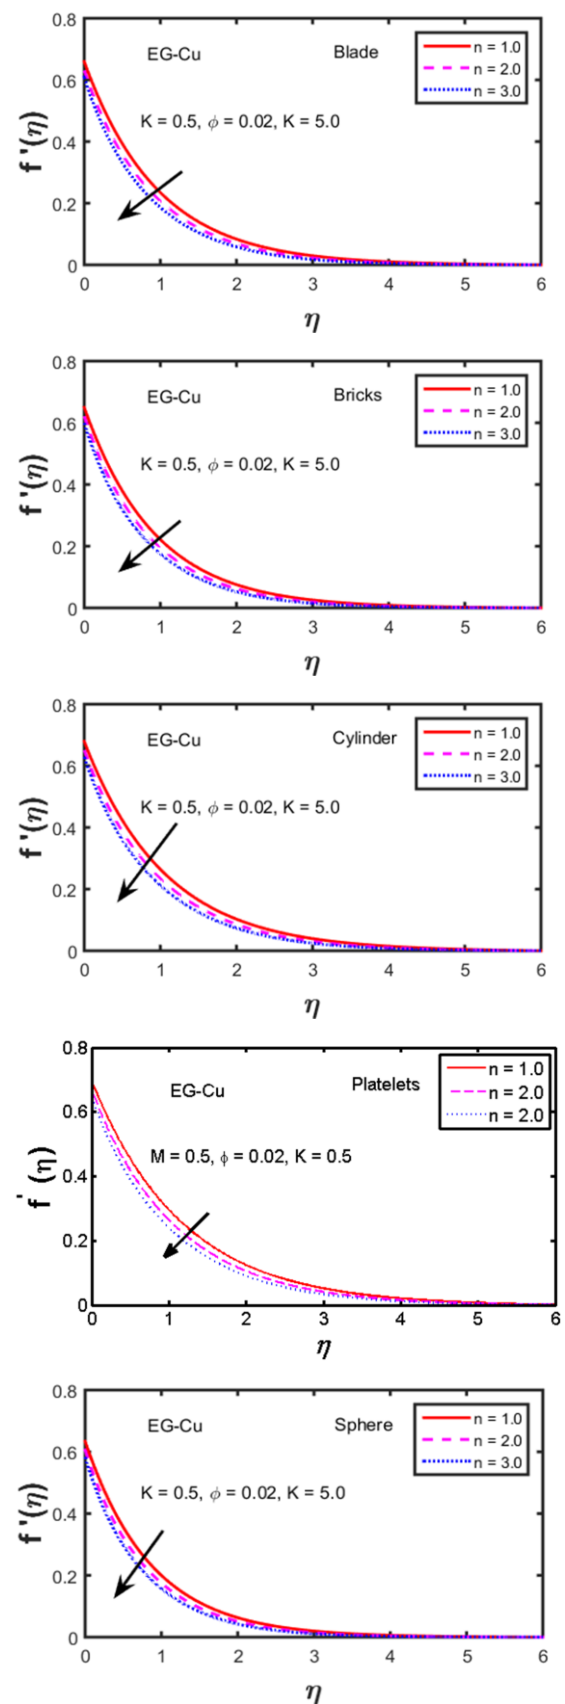 0.8
EG-Cu Blade
n = 1.0
n = 2.0
n = 3.0
0.6
K = 0.5, ϕ = 0.02, K = 5.0
0.4
f '(η)
0.2
0
0 1 2 3 4 5 6
η
0.8
EG-Cu Bricks
n = 1.0
n = 2.0
n = 3.0
0.6
K = 0.5, ϕ = 0.02, K = 5.0
0.4
f '(η)
0.2
0
0 1 2 3 4 5 6
η
0.8
EG-Cu Cylinder
n = 1.0
n = 2.0
n = 3.0
0.6
K = 0.5, ϕ = 0.02, K = 5.0
0.4
f '(η)
0.2
0
0 1 2 3 4 5 6
η
0.8
EG-Cu Platelets
n = 1.0
n = 2.0
n = 2.0
0.6
M = 0.5, ϕ = 0.02, K = 0.5
0.4
f ' (η)
0.2
0
0 1 2 3 4 5 6
η
0.8
EG-Cu Sphere
n = 1.0
n = 2.0
n = 3.0
0.6
K = 0.5, ϕ = 0.02, K = 5.0
0.4
f '(η)
0.2
0
0 1 2 3 4 5 6
η